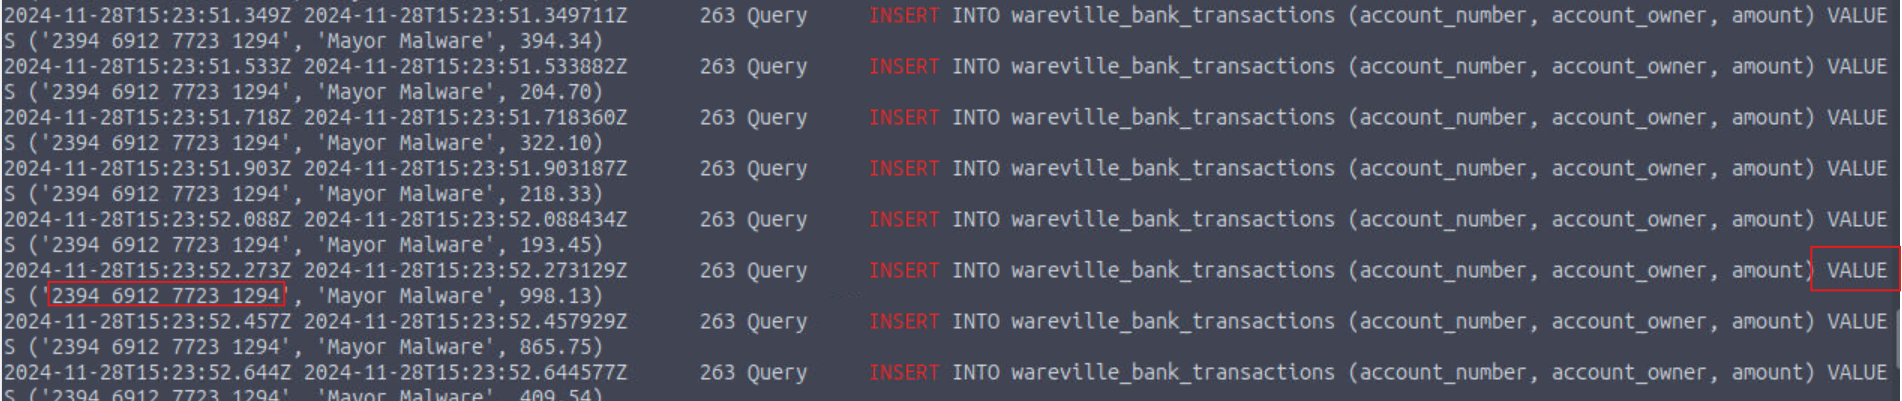 2024-11-28T15:23:51.349Z 2024-11-28T15:23:51.349711Z 263 Query INSERT INTO wareville_bank_transactions (account_number, account_owner, amount) VALUE
S ('2394 6912 7723 1294', 'Mayor Malware', 394.34)
2024-11-28T15:23:51.533Z 2024-11-28T15:23:51.533882Z 263 Query INSERT INTO wareville_bank_transactions (account_number, account_owner, amount) VALUE
S ('2394 6912 7723 1294', 'Mayor Malware', 204.70)
2024-11-28T15:23:51.718Z 2024-11-28T15:23:51.718360Z 263 Query INSERT INTO wareville_bank_transactions (account_number, account_owner, amount) VALUE
S ('2394 6912 7723 1294', 'Mayor Malware', 322.10)
2024-11-28T15:23:51.903Z 2024-11-28T15:23:51.903187Z 263 Query INSERT INTO wareville_bank_transactions (account_number, account_owner, amount) VALUE
S ('2394 6912 7723 1294', 'Mayor Malware', 218.33)
2024-11-28T15:23:52.088Z 2024-11-28T15:23:52.088434Z 263 Query INSERT INTO wareville_bank_transactions (account_number, account_owner, amount) VALUE
S ('2394 6912 7723 1294', 'Mayor Malware', 193.45)
2024-11-28T15:23:52.273Z 2024-11-28T15:23:52.273129Z 263 Query INSERT INTO wareville_bank_transactions (account_number, account_owner, amount) VALUE
S ('2394 6912 7723 1294', 'Mayor Malware', 998.13)
2024-11-28T15:23:52.457Z 2024-11-28T15:23:52.457929Z 263 Query INSERT INTO wareville_bank_transactions (account_number, account_owner, amount) VALUE
S ('2394 6912 7723 1294', 'Mayor Malware', 865.75)
2024-11-28T15:23:52.644Z 2024-11-28T15:23:52.644577Z 263 Query INSERT INTO wareville_bank_transactions (account_number, account_owner, amount) VALUE
S ('2394 6912 7723 1294', 'Mayor Malware', 409.54)